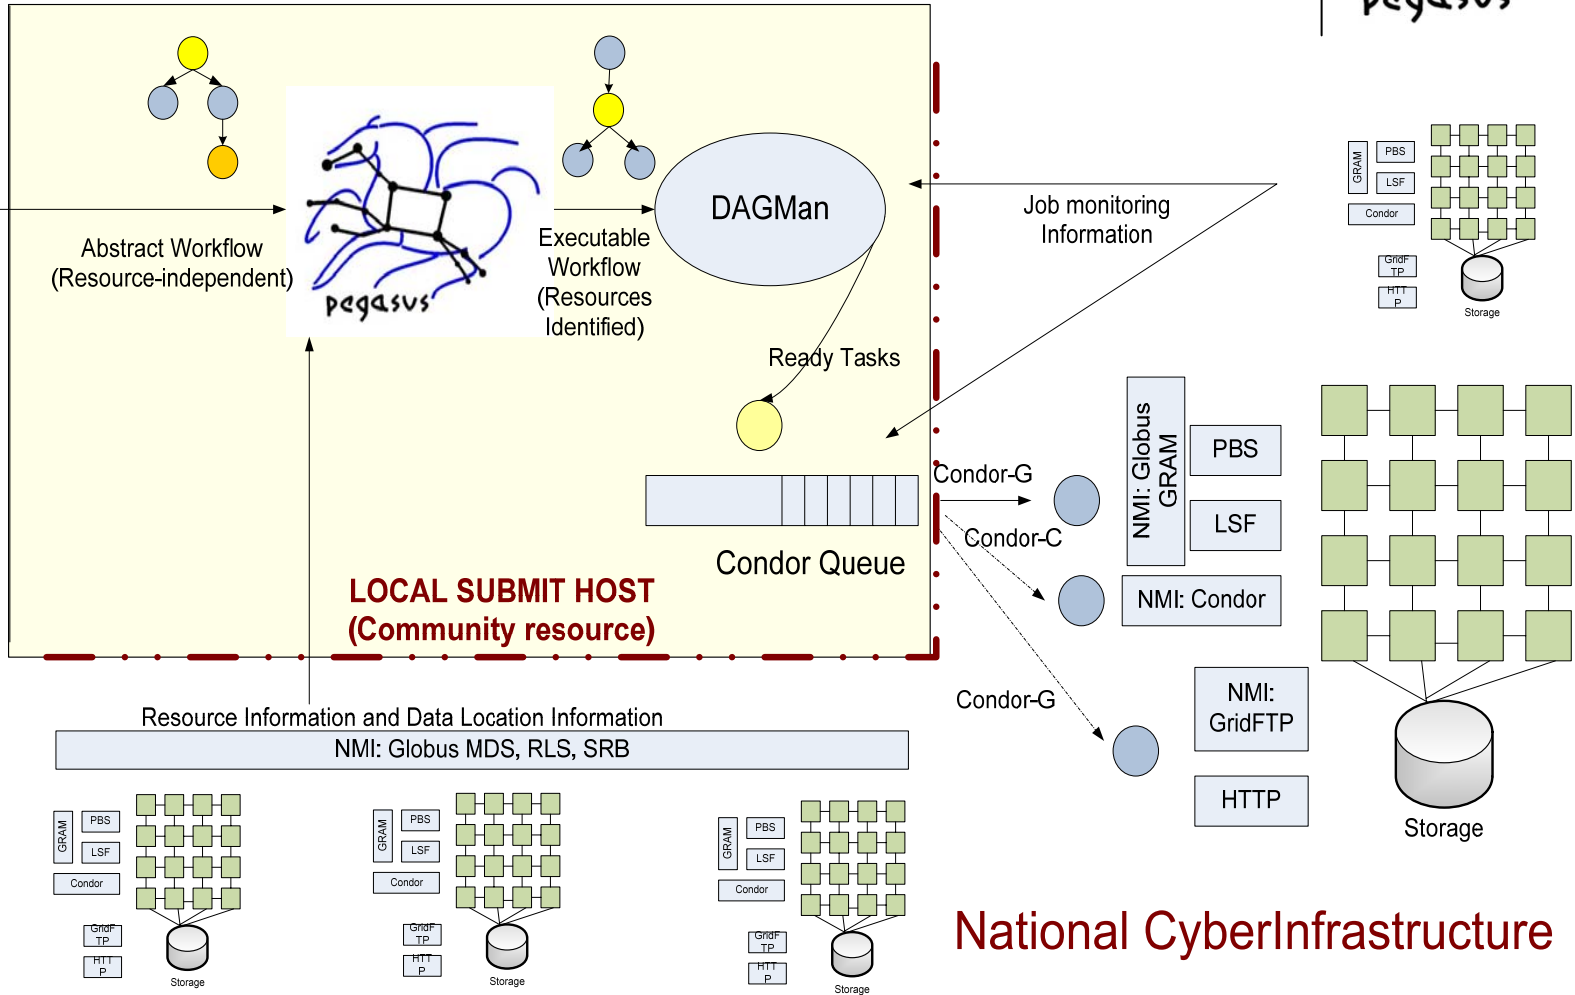 pegasus
Abstract Workflow
(Resource-independent)
pegasus
Executable
Workflow
(Resources
Identified)
DAGMan
Ready Tasks
Job monitoring
Information
Condor Queue
LOCAL SUBMIT HOST
(Community resource)
GRAM
PBS
LSF
Condor
GridF
TP
HTT
P
Storage
Condor-G
Condor-C
Condor-G
NMI: Globus
GRAM
PBS
LSF
NMI: Condor
NMI:
GridFTP
HTTP
Storage
Resource Information and Data Location Information
NMI: Globus MDS, RLS, SRB
GRAM
PBS
LSF
Condor
GridF
TP
HTT
P
Storage
GRAM
PBS
LSF
Condor
GridF
TP
HTT
P
Storage
GRAM
PBS
LSF
Condor
GridF
TP
HTT
P
Storage
National CyberInfrastructure